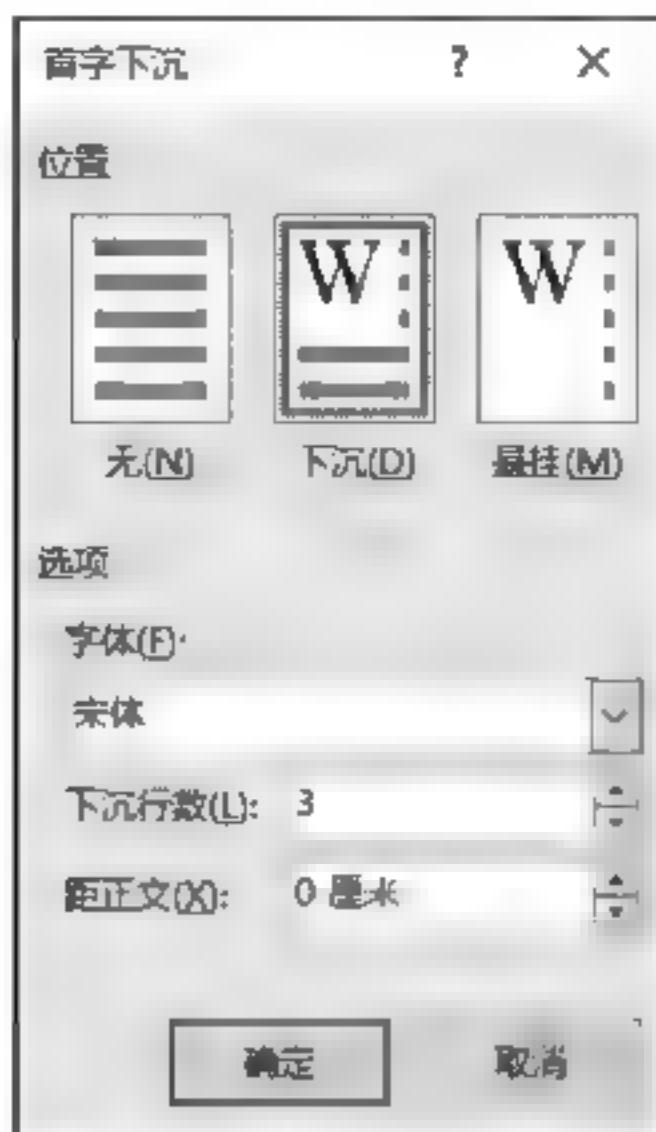 首字下沉 ? ×
位置
W W
无(N) 下沉(D) 悬挂(M)
选项
字体(F):
宋体
下沉行数(L): 3
距正文(X): 0 厘米
确定 取消